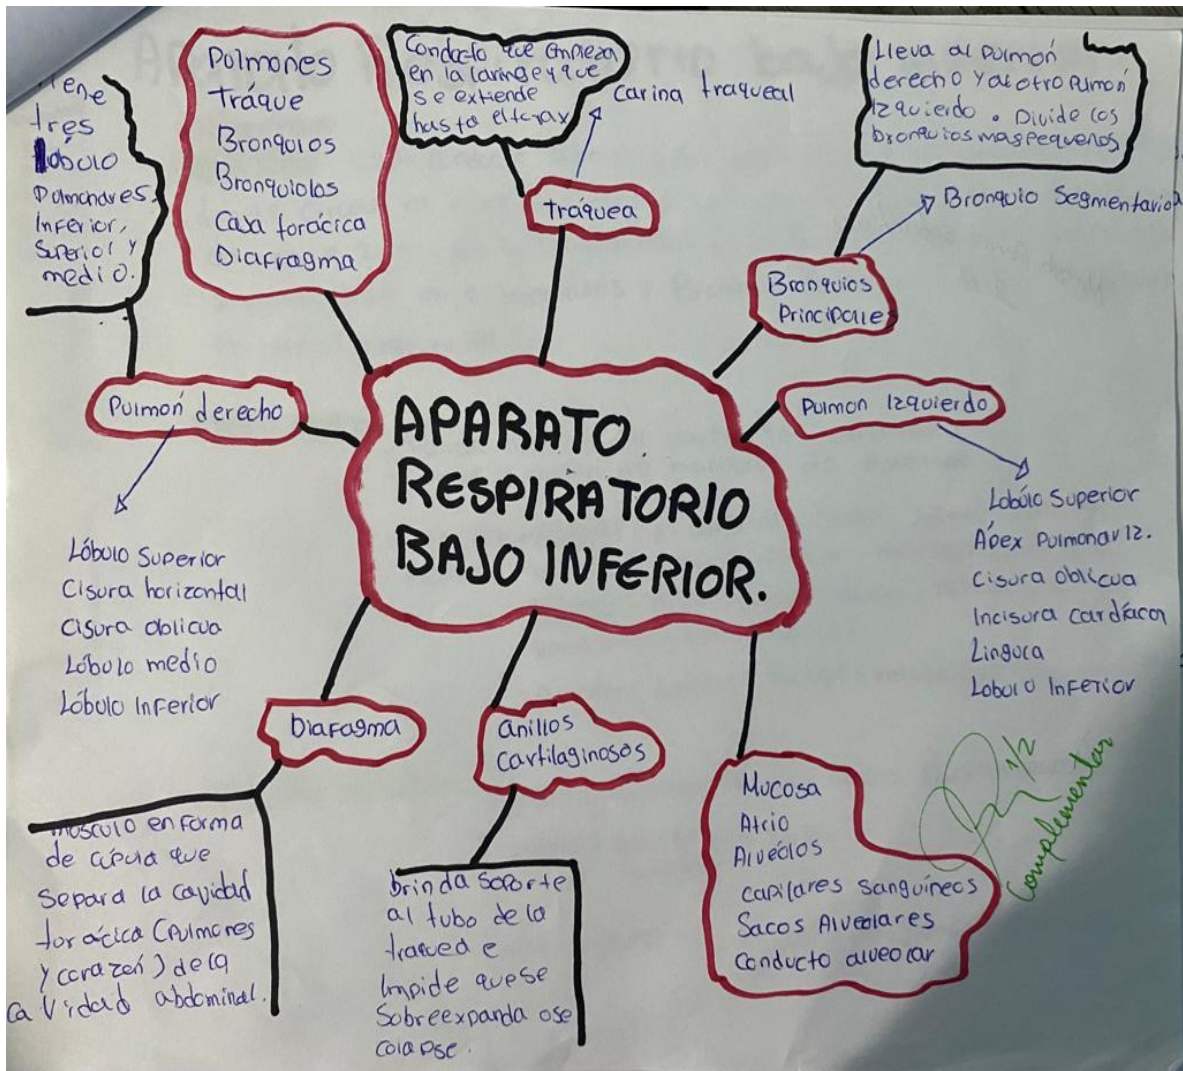 tiene
tres
lóbulo
Pulmonares.
Inferior,
Superior y
medio.
Pulmones
Tráque
Bronquios
Bronquiolos
Caxa torácica
Diafragma
Conducto que empieza
en la laringe y que
se extiende
hasta el torax
Carina traqueal
Tráquea
Lleva al Pulmón
derecho y al otro Pulmón
Izquierdo. Divide los
bronquios mas pequeños
Bronquio Segmentario
Bronquios
Principales
Pulmón derecho
Pulmon Izquierdo
APARATO
RESPIRATORIO
BAJO INFERIOR.
Lóbulo Superior
Cisura horizontal
Cisura oblicua
Lóbulo medio
Lóbulo Inferior
Lobúlo Superior
Ápex Pulmonar Iz.
Cisura oblicua
Incisura Cardíaca
Lingula
Lobulo Inferior
Diafagma
anillos
Cartilaginosos
Músculo en forma
de cúpula que
Separa la cavidad
torácica (Pulmones
y corazón) de la
cavidad abdominal.
brinda soporte
al tubo de la
traquea e
Impide que se
Sobreexpanda o se
colapse.
Mucosa
Atrio
Alveólos
capilares sanguíneos
Sacos Alveolares
Conducto alveolar
1/2
complementar